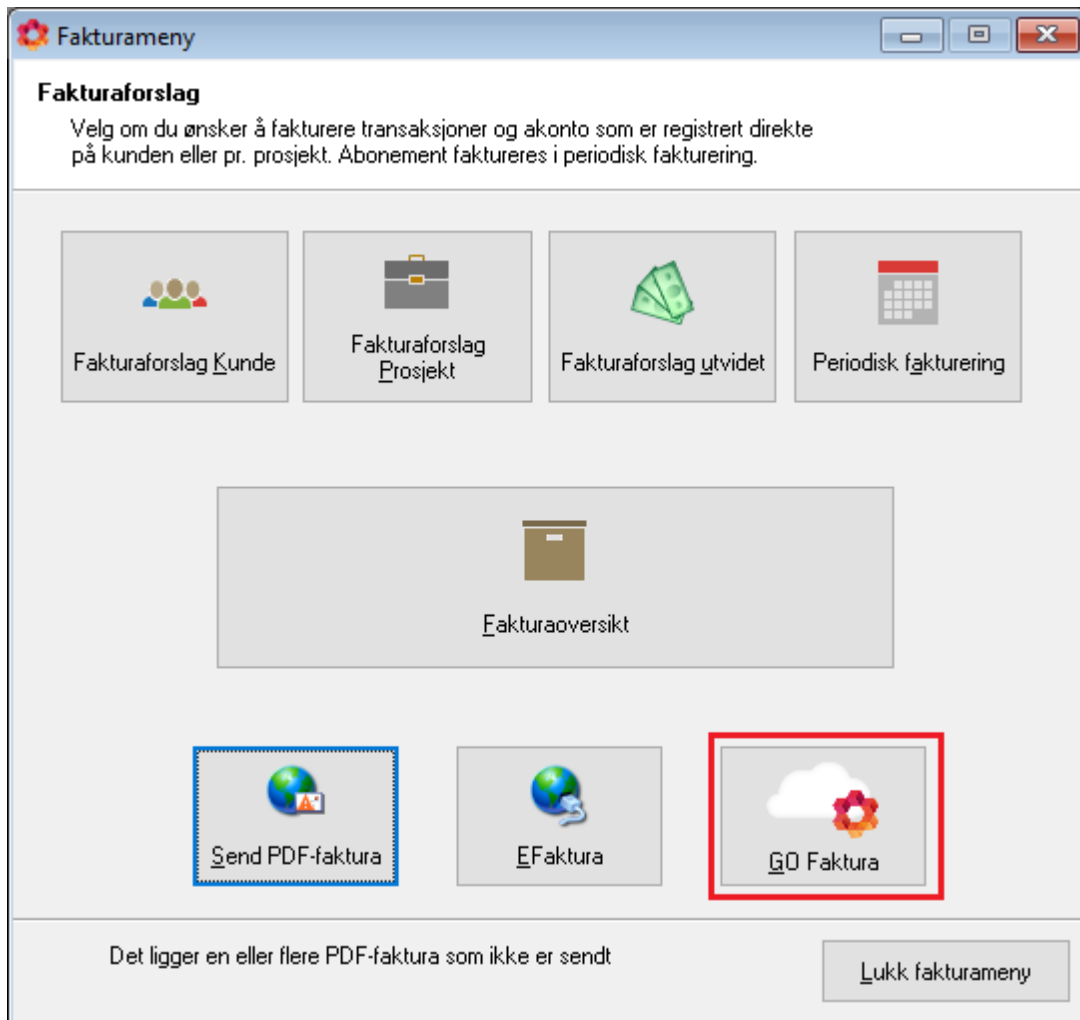 Fakturameny
Fakturaforslag
Velg om du ønsker å fakturere transaksjoner og akonto som er registrert direkte
på kunden eller pr. prosjekt. Abonement faktureres i periodisk fakturering.
Fakturaforslag Kunde
Fakturaforslag
Prosjekt
Fakturaforslag utvidet
Periodisk fakturering
Fakturaoversikt
Send PDF-faktura
EFaktura
GO Faktura
Det ligger en eller flere PDF-faktura som ikke er sendt
Lukk fakturameny